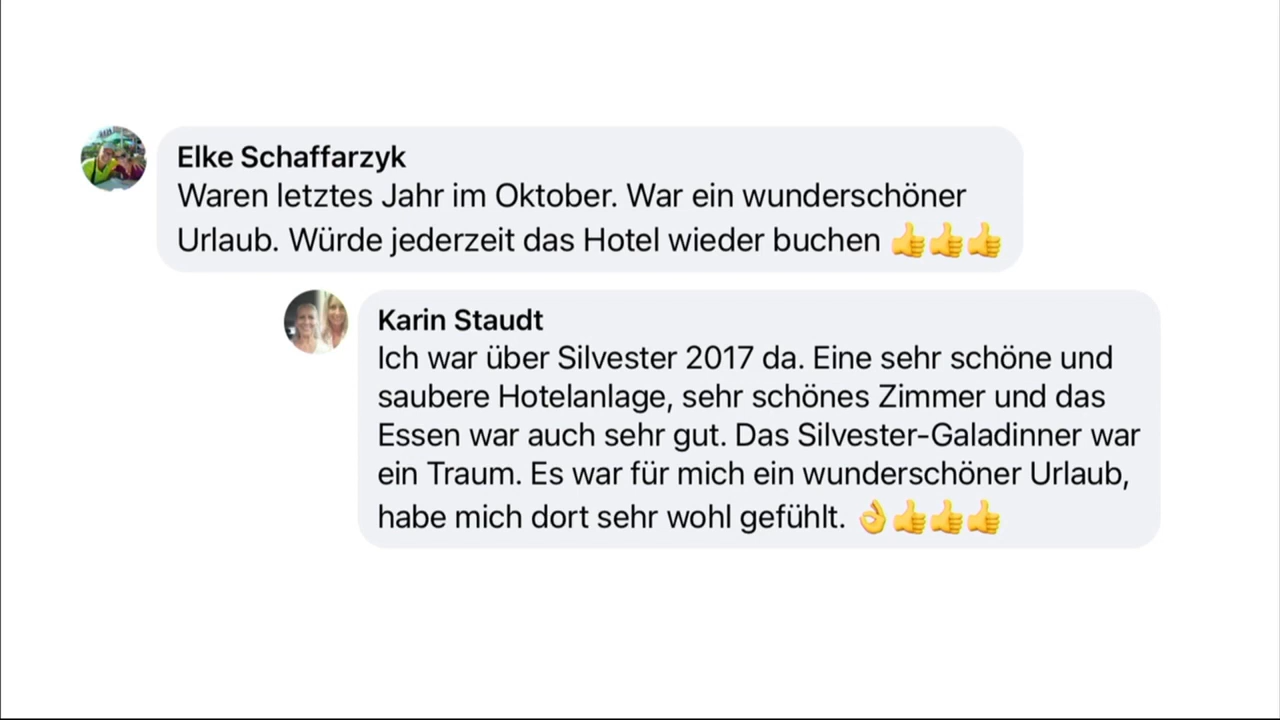 Elke Schaffarzyk
Waren letztes Jahr im Oktober. War ein wunderschöner
Urlaub. Würde jederzeit das Hotel wieder buchen 👍👍👍
Karin Staudt
Ich war über Silvester 2017 da. Eine sehr schöne und
saubere Hotelanlage, sehr schönes Zimmer und das
Essen war auch sehr gut. Das Silvester-Galadinner war
ein Traum. Es war für mich ein wunderschöner Urlaub,
habe mich dort sehr wohl gefühlt. 👌👍👍👍